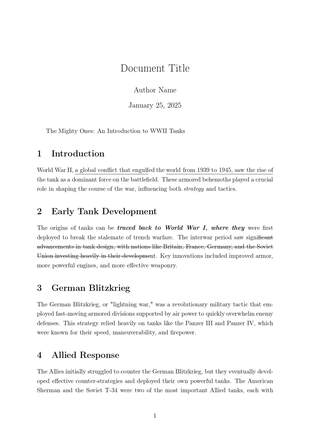 Document Title
Author Name
January 25, 2025
The Mighty Ones: An Introduction to WWII Tanks
1 Introduction
World War II, a global conflict that engulfed the world from 1939 to 1945, saw the rise
of the tank as a dominant force on the battlefield. These armored behemoths played a crucial
role in shaping the course of the war, influencing both strategy and tactics.
2 Early Tank Development
The origins of tanks can be traced back to World War I, where they were first
deployed to break the stalemate of trench warfare. The interwar period saw significant
advancements in tank design, with nations like Britain, France, Germany, and the Soviet
Union investing heavily in their development. Key innovations included improved armor,
more powerful engines, and more effective weaponry.
3 German Blitzkrieg
The German Blitzkrieg, or "lightning war," was a revolutionary military tactic that em-
ployed fast-moving armored divisions supported by air power to quickly overwhelm enemy
defenses. This strategy relied heavily on tanks like the Panzer III and Panzer IV, which
were known for their speed, maneuverability, and firepower.
4 Allied Response
The Allies initially struggled to counter the German Blitzkrieg, but they eventually devel-
oped effective counter-strategies and deployed their own powerful tanks. The American
Sherman and the Soviet T-34 were two of the most important Allied tanks, each with
1